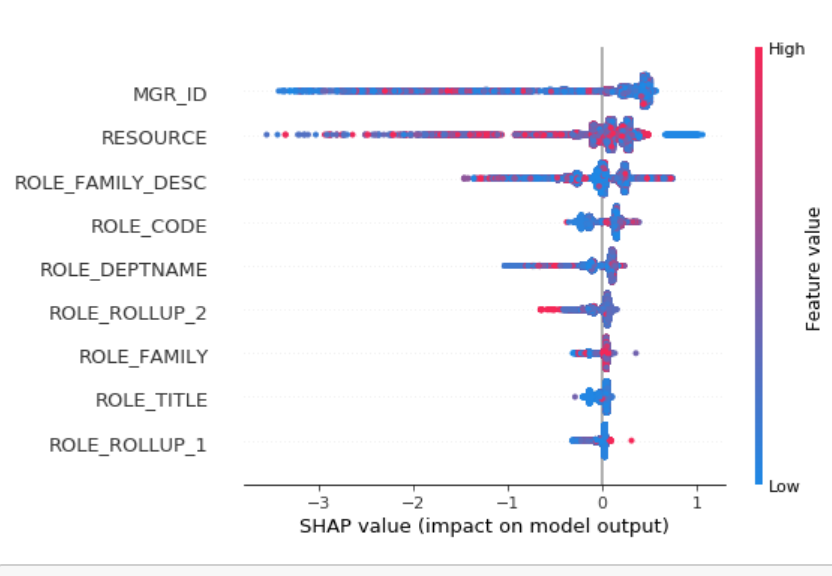 High
MGR_ID
RESOURCE
ROLE_FAMILY_DESC
ROLE_CODE
ROLE_DEPTNAME
ROLE_ROLLUP_2
ROLE_FAMILY
ROLE_TITLE
ROLE_ROLLUP_1
Feature value
Low
−3 −2 −1 0 1
SHAP value (impact on model output)